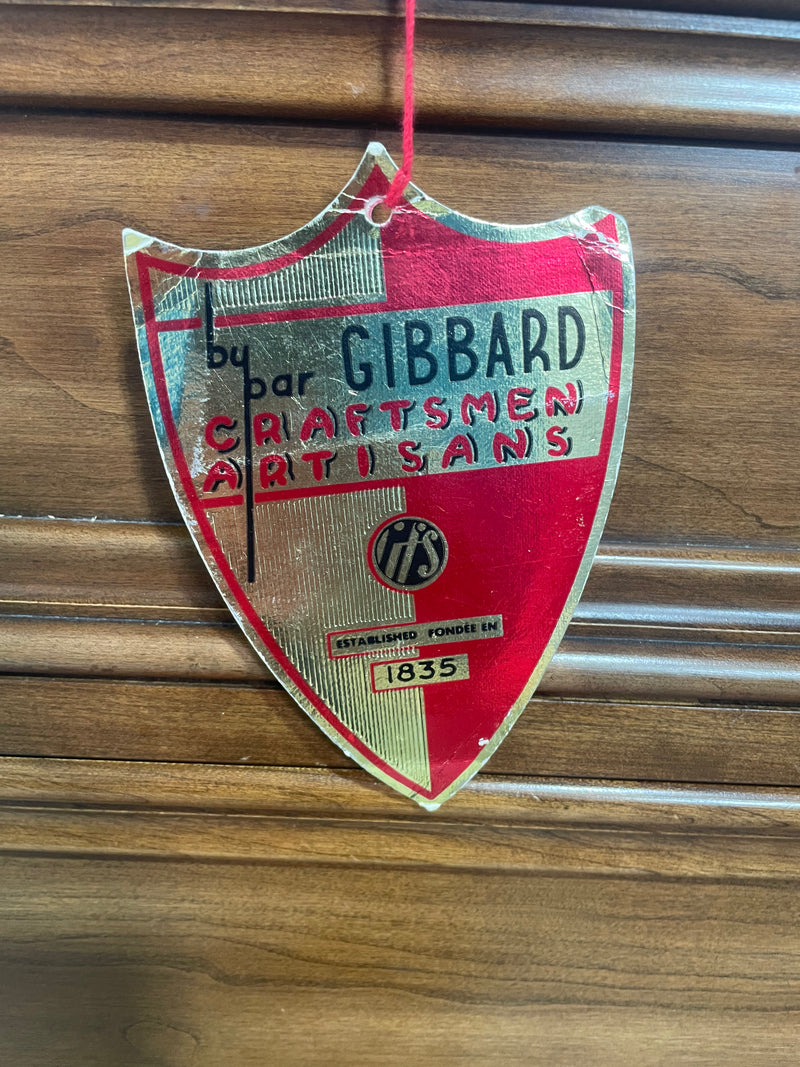 by
par GIBBARD
CRAFTSMEN
ARTISANS
ESTABLISHED FONDÉE EN
1835